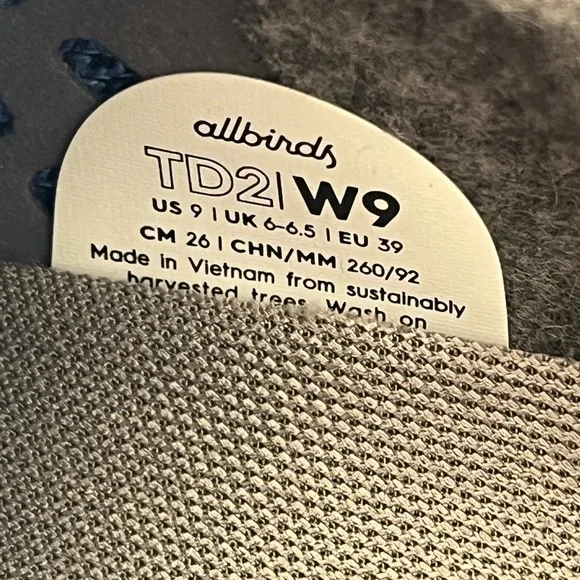 allbirds
TD2| W9
US 9 | UK 6-6.5 | EU 39
CM 26 | CHN/MM 260/92
Made in Vietnam from sustainably
harvested trees. Wash on